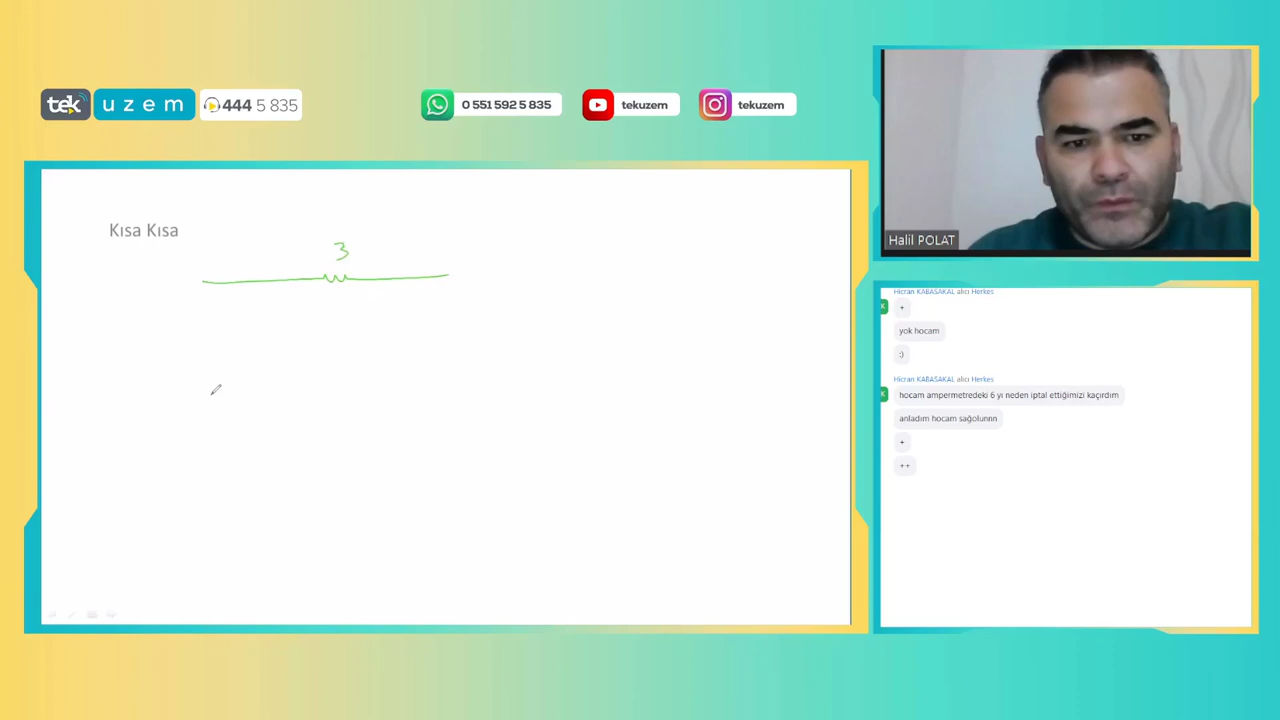 tek uzem 444 5 835
0 551 592 5 835
tekuzem
tekuzem
Kısa Kısa
3
Halil POLAT
Hicran KABASAKAL alıcı Herkes
+
yok hocam
:)
Hicran KABASAKAL alıcı Herkes
K
hocam ampermetredeki 6 yı neden iptal ettiğimizi kaçırdım
anladım hocam sağolunnn
+
++